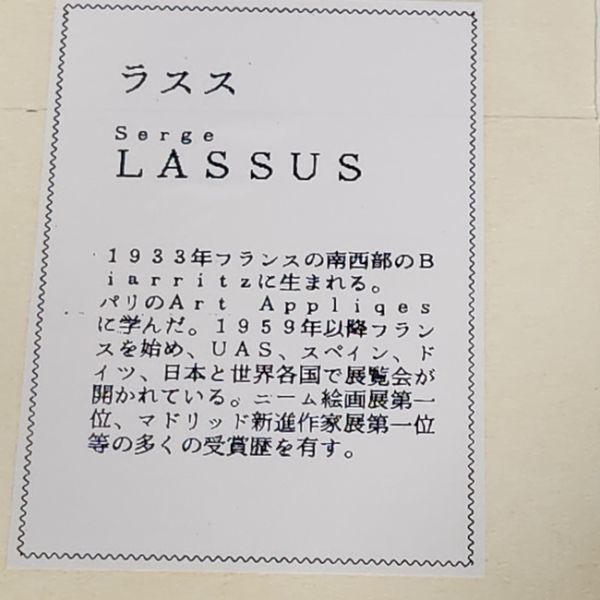 ラスス
Serge
LASSUS
1933年フランスの南西部のB
iarritzに生まれる。
パリのArt Appliqes
に学んだ。1959年以降フラン
スを始め、UAS、スペイン、ド
イツ、日本と世界各国で展覧会が
開かれている。ニーム絵画展第一
位、マドリッド新進作家展第一位
等の多くの受賞歴を有す。